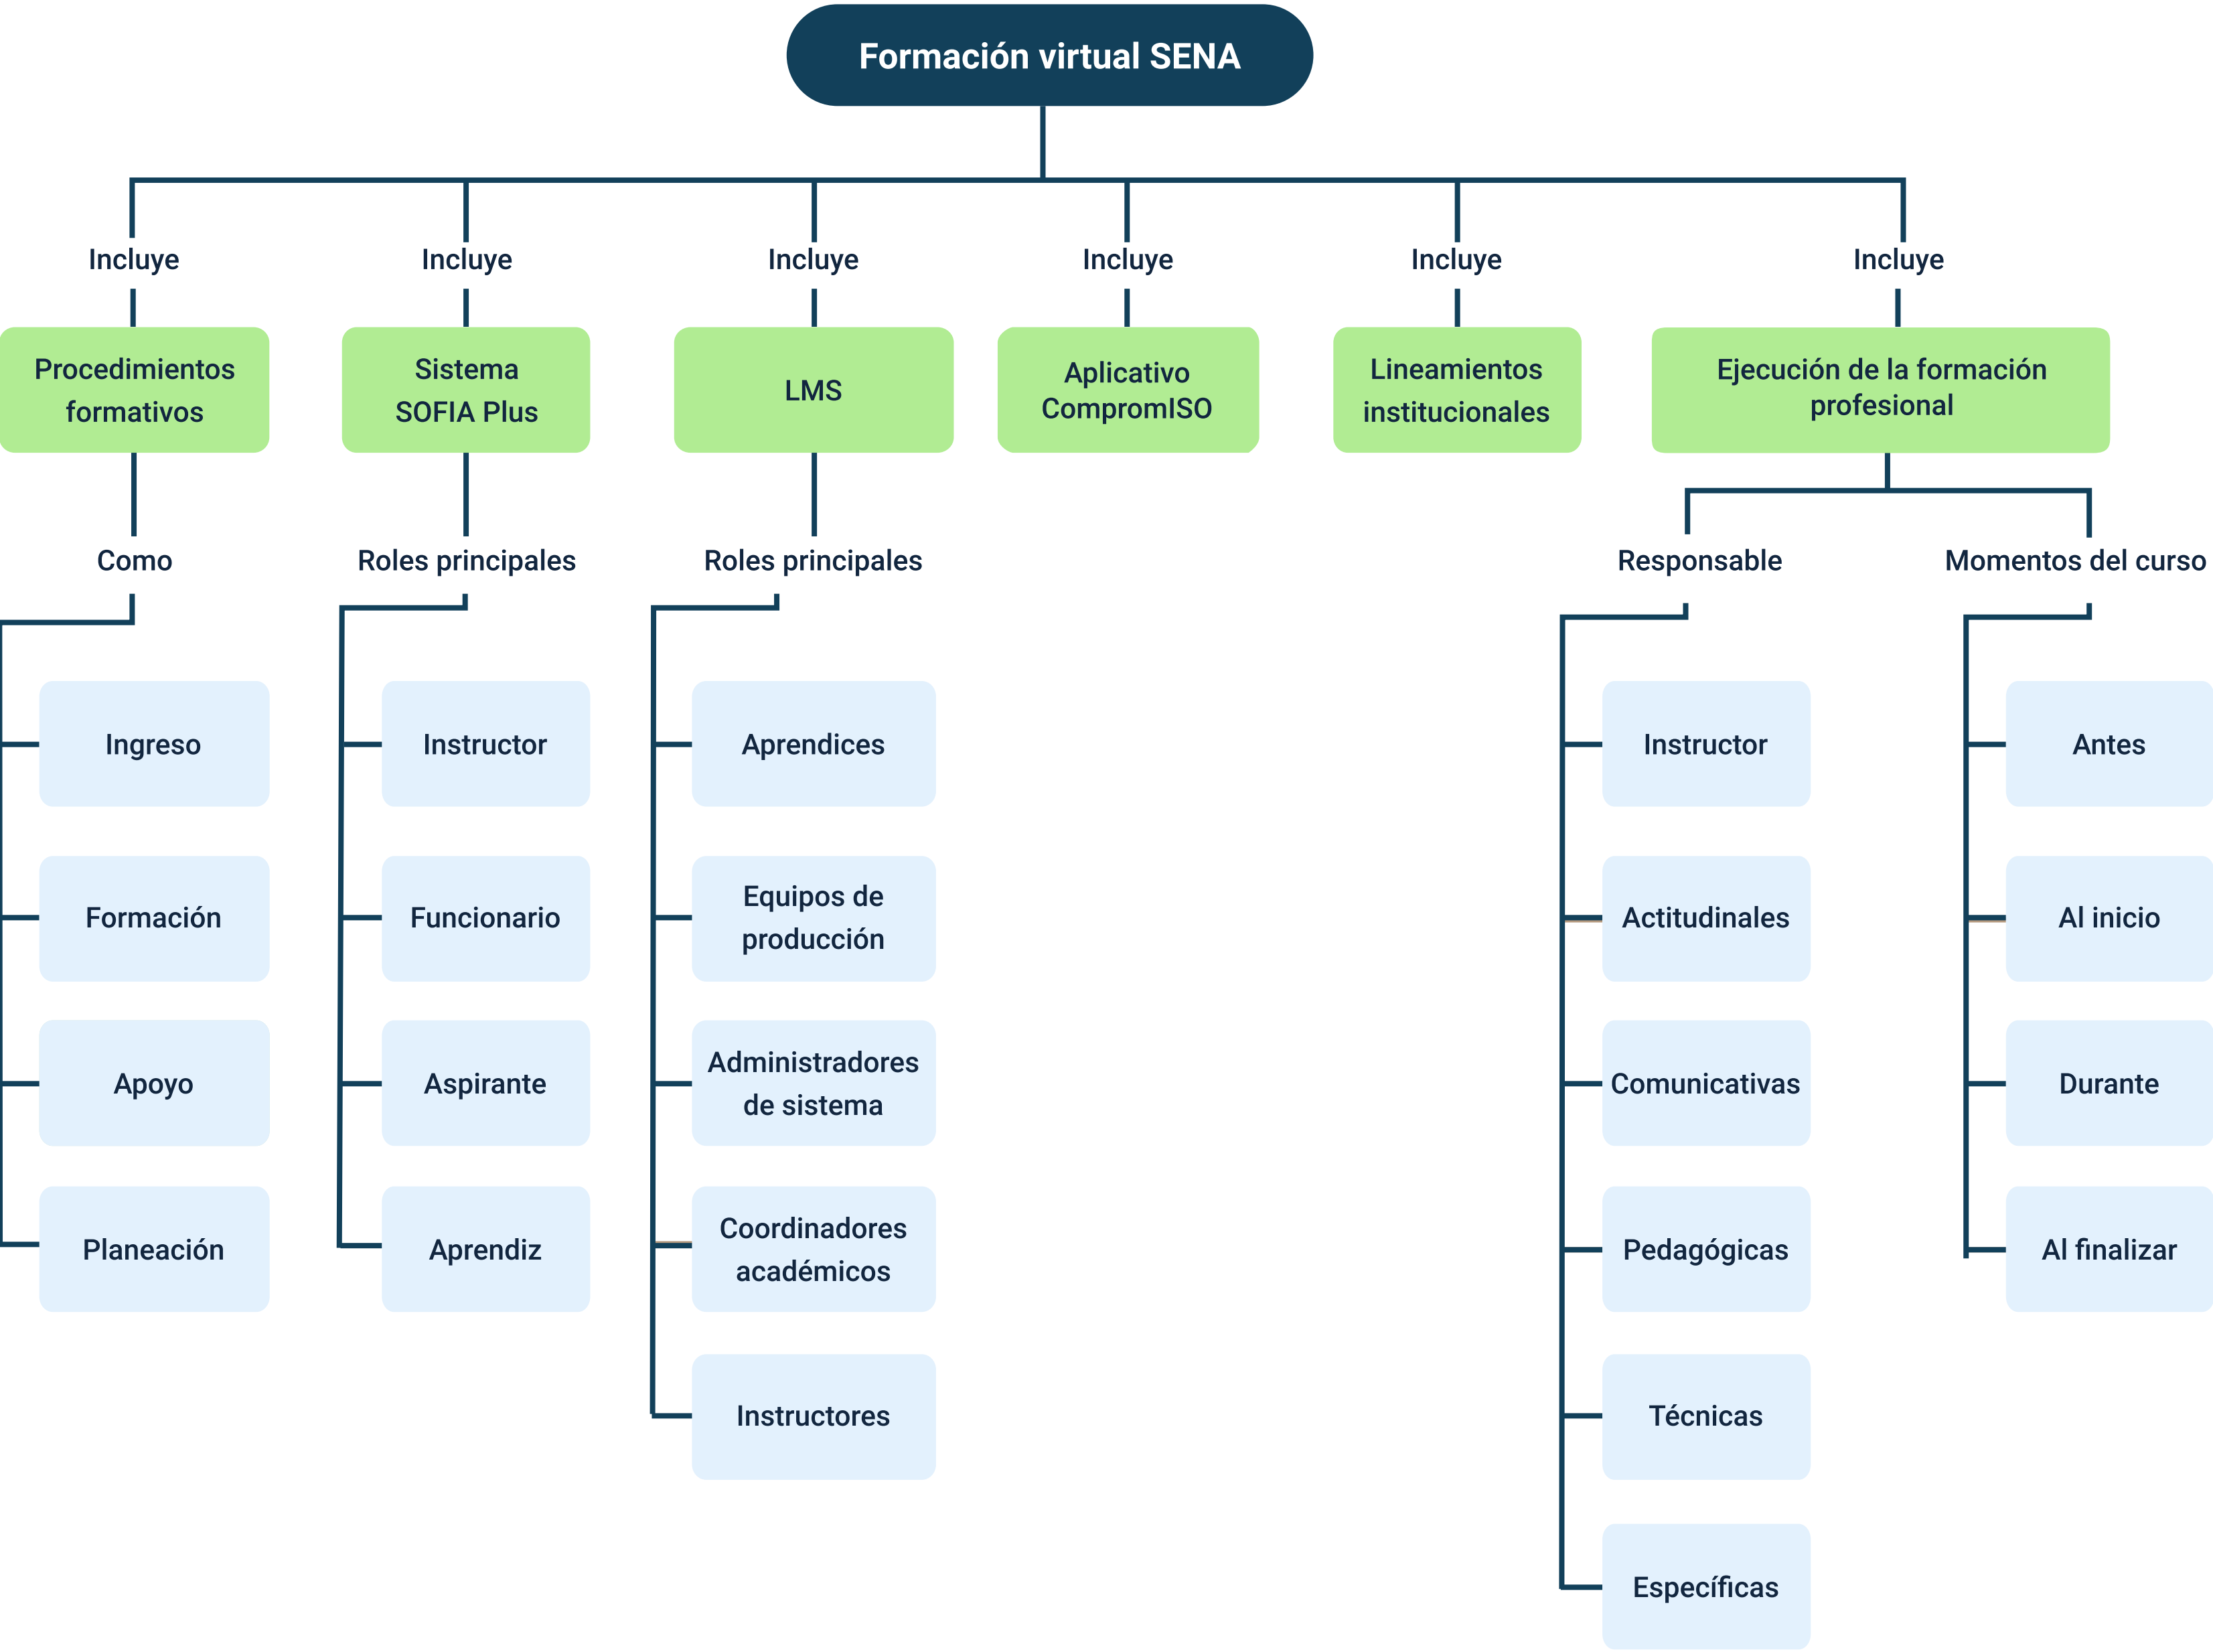 Formación virtual SENA
Incluye
Incluye
Incluye
Incluye
Incluye
Incluye
Procedimientos
formativos
Sistema
SOFIA Plus
LMS
Aplicativo
CompromISO
Lineamientos
institucionales
Ejecución de la formación
profesional
Como
Roles principales
Roles principales
Responsable
Momentos del curso
Ingreso
Formación
Apoyo
Planeación
Instructor
Funcionario
Aspirante
Aprendiz
Aprendices
Equipos de
producción
Administradores
de sistema
Coordinadores
académicos
Instructores
Instructor
Actitudinales
Comunicativas
Pedagógicas
Técnicas
Específicas
Antes
Al inicio
Durante
Al finalizar